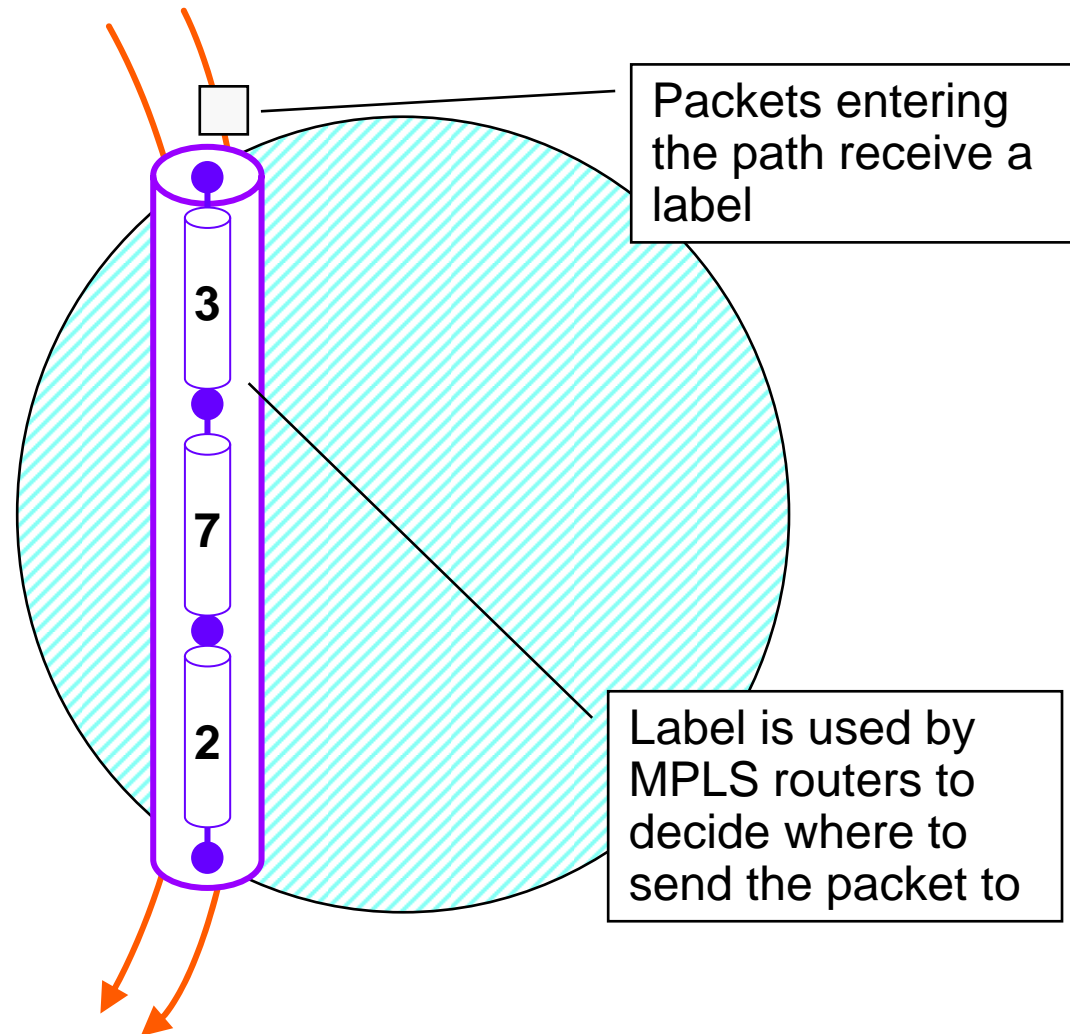 Packets entering
the path receive a
label
3
7
2
Label is used by
MPLS routers to
decide where to
send the packet to